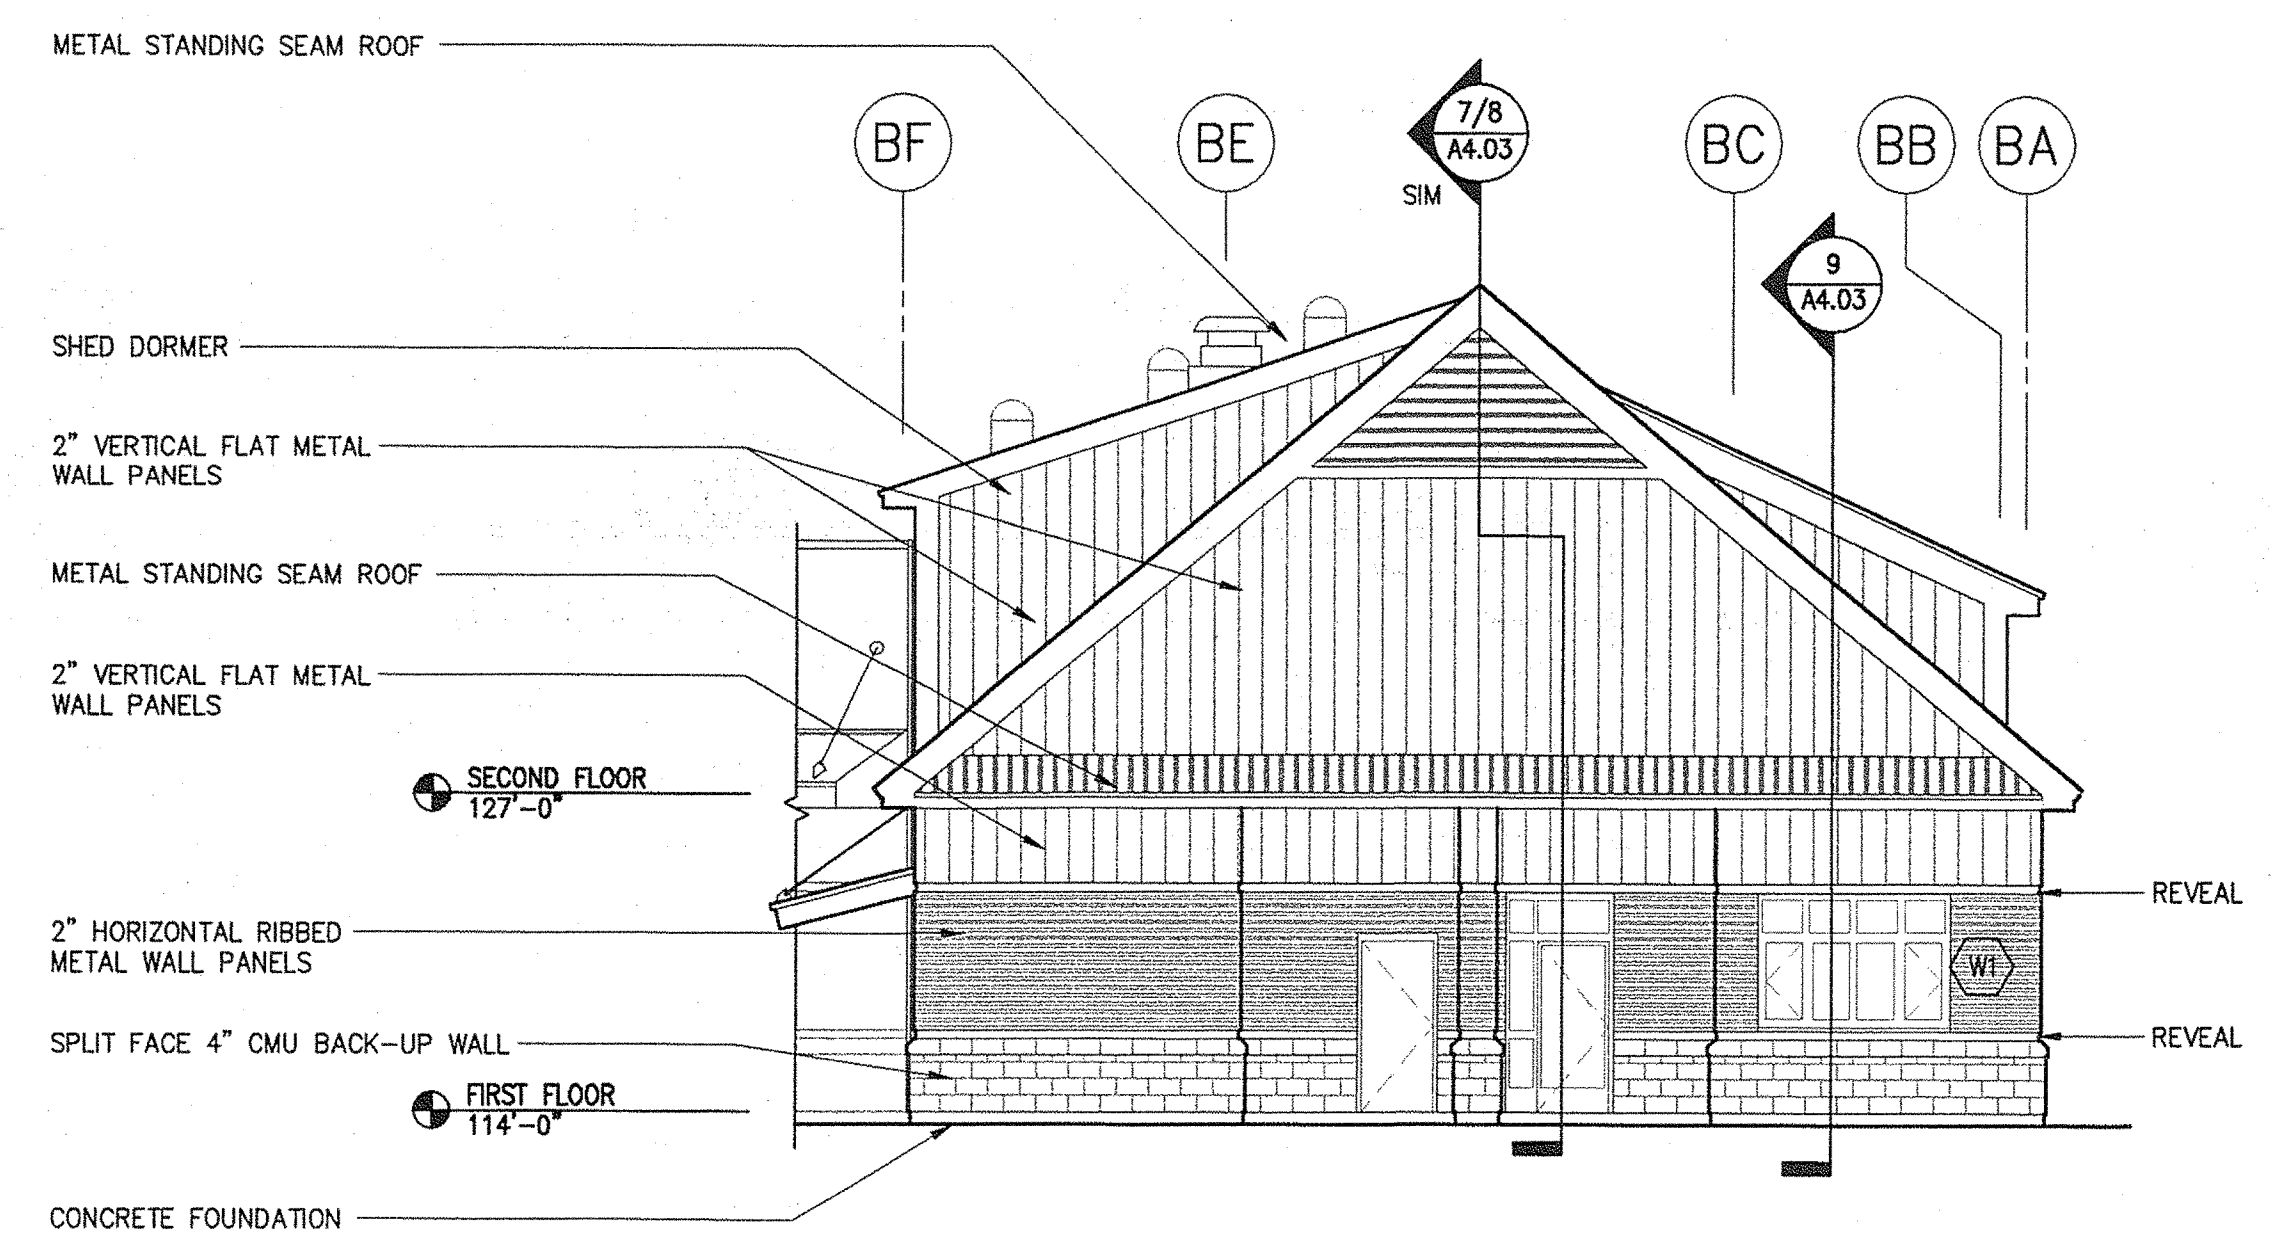 METAL STANDING SEAM ROOF
BF
BE
7/8
A4.03
SIM
BC
BB
BA
9
A4.03
SHED DORMER
2” VERTICAL FLAT METAL
WALL PANELS
METAL STANDING SEAM ROOF
2” VERTICAL FLAT METAL
WALL PANELS
SECOND FLOOR
127'-0"
REVEAL
2” HORIZONTAL RIBBED
METAL WALL PANELS
W1
SPLIT FACE 4” CMU BACK-UP WALL
REVEAL
FIRST FLOOR
114'-0"
CONCRETE FOUNDATION